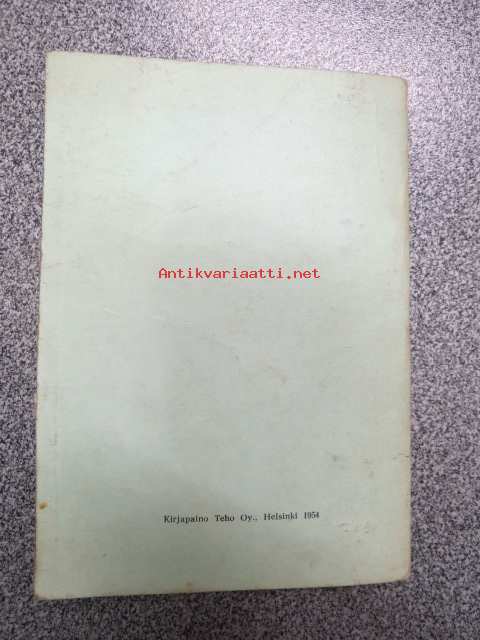 Antikvariaatti.net
Kirjapaino Teho Oy., Helsinki 1954